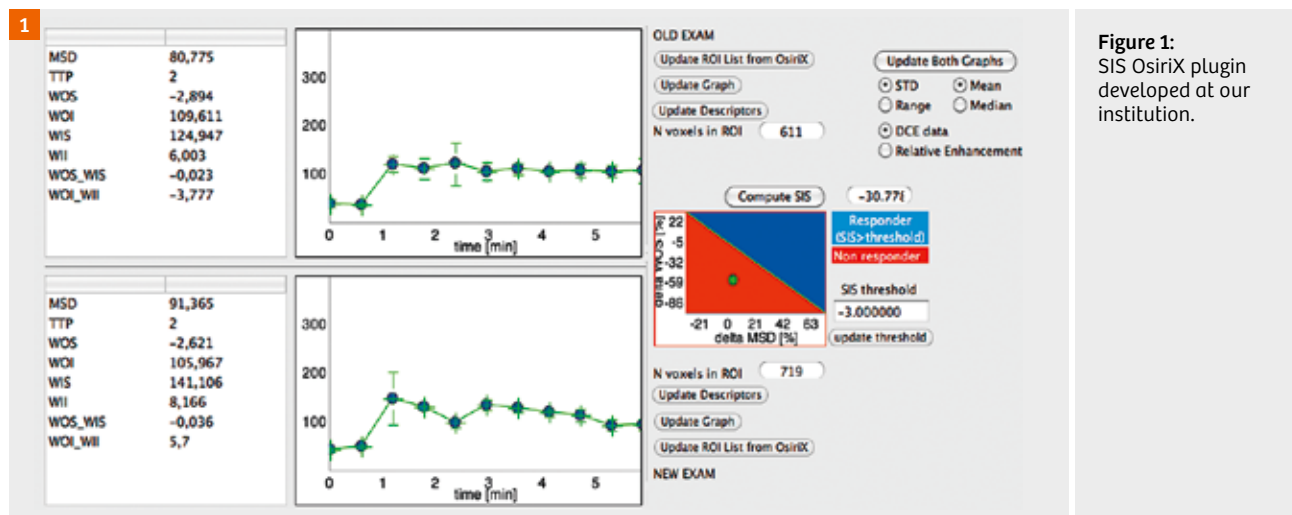 1
MSD 80,775
TTP 2
WOS -2,894
WOI 109,611
WIS 124,947
WII 6,003
WOS_WIS -0,023
WOI_WII -3,777
300
200
100
0 1 2 3 4 5
time [min]
OLD EXAM
Update ROI List from OsiriX
Update Graph
Update Descriptors
N voxels in ROI 611
Update Both Graphs
STD Mean
Range Median
DCE data
Relative Enhancement
Compute SIS -30.778
delta WOS [%]
22
-5
-32
-59
-86
-21 0 21 42 63
delta MSD [%]
Responder
(SIS>threshold)
Non responder
SIS threshold
-3.000000
update threshold
MSD 91,365
TTP 2
WOS -2,621
WOI 105,967
WIS 141,106
WII 8,166
WOS_WIS -0,036
WOI_WII 5,7
300
200
100
0 1 2 3 4 5
time [min]
N voxels in ROI 719
Update Descriptors
Update Graph
Update ROI List from OsiriX
NEW EXAM
Figure 1:
SIS OsiriX plugin
developed at our
institution.